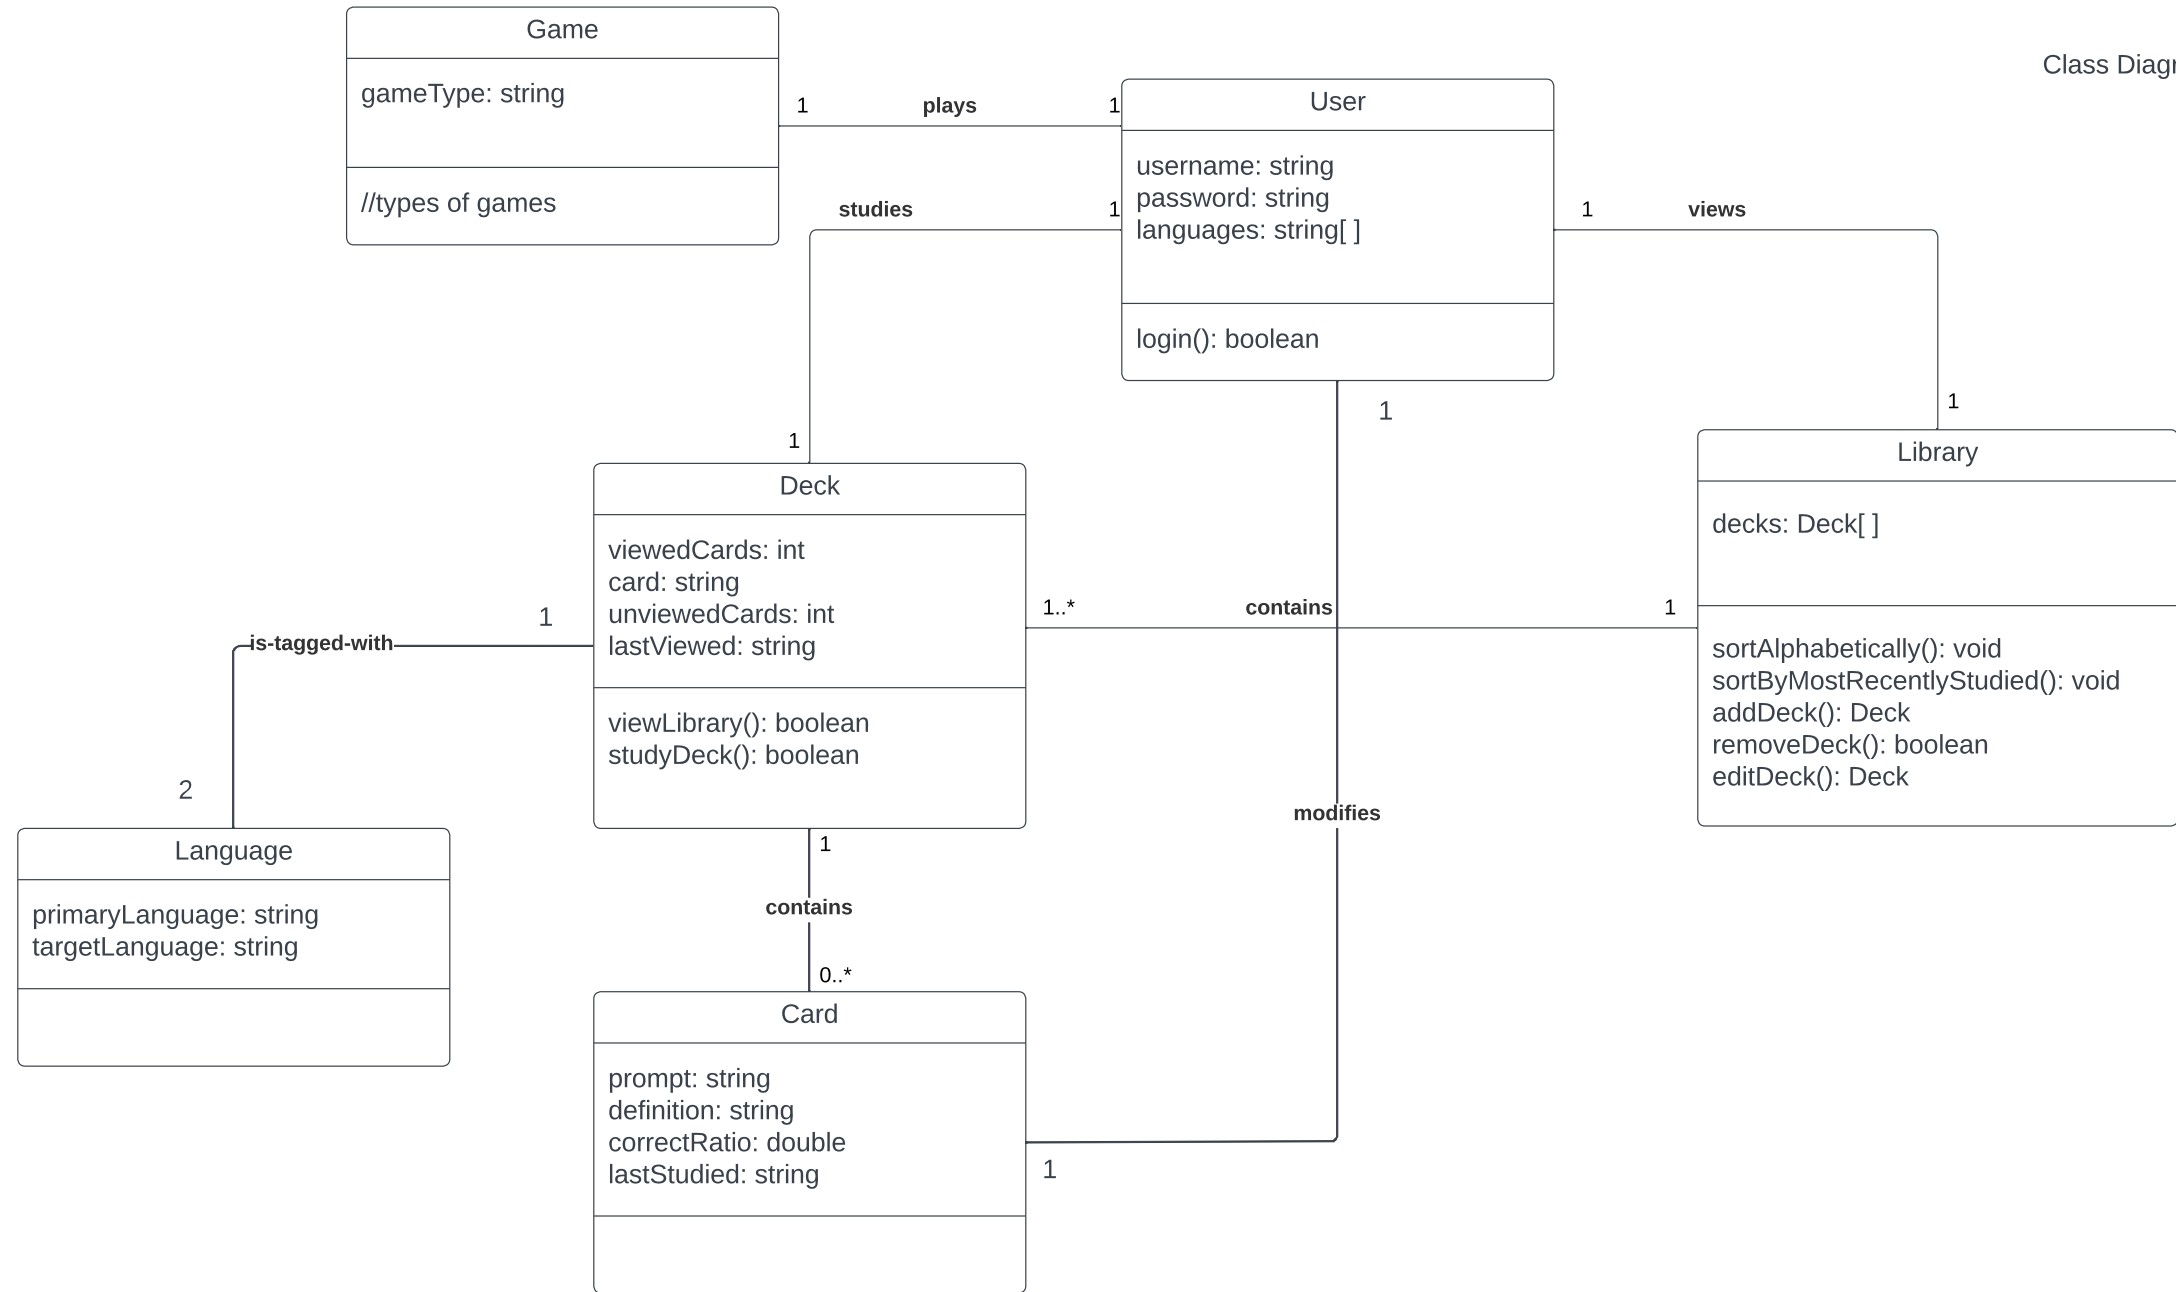 Game
gameType: string
//types of games
Class Diagr
1
plays
1
User
username: string
password: string
languages: string[ ]
login(): boolean
studies
1
1
1
views
1
1
Library
decks: Deck[ ]
sortAlphabetically(): void
sortByMostRecentlyStudied(): void
addDeck(): Deck
removeDeck(): boolean
editDeck(): Deck
Deck
viewedCards: int
card: string
unviewedCards: int
lastViewed: string
viewLibrary(): boolean
studyDeck(): boolean
1..*
contains
1
1
is-tagged-with
2
Language
primaryLanguage: string
targetLanguage: string
1
contains
0..*
modifies
Card
prompt: string
definition: string
correctRatio: double
lastStudied: string
1